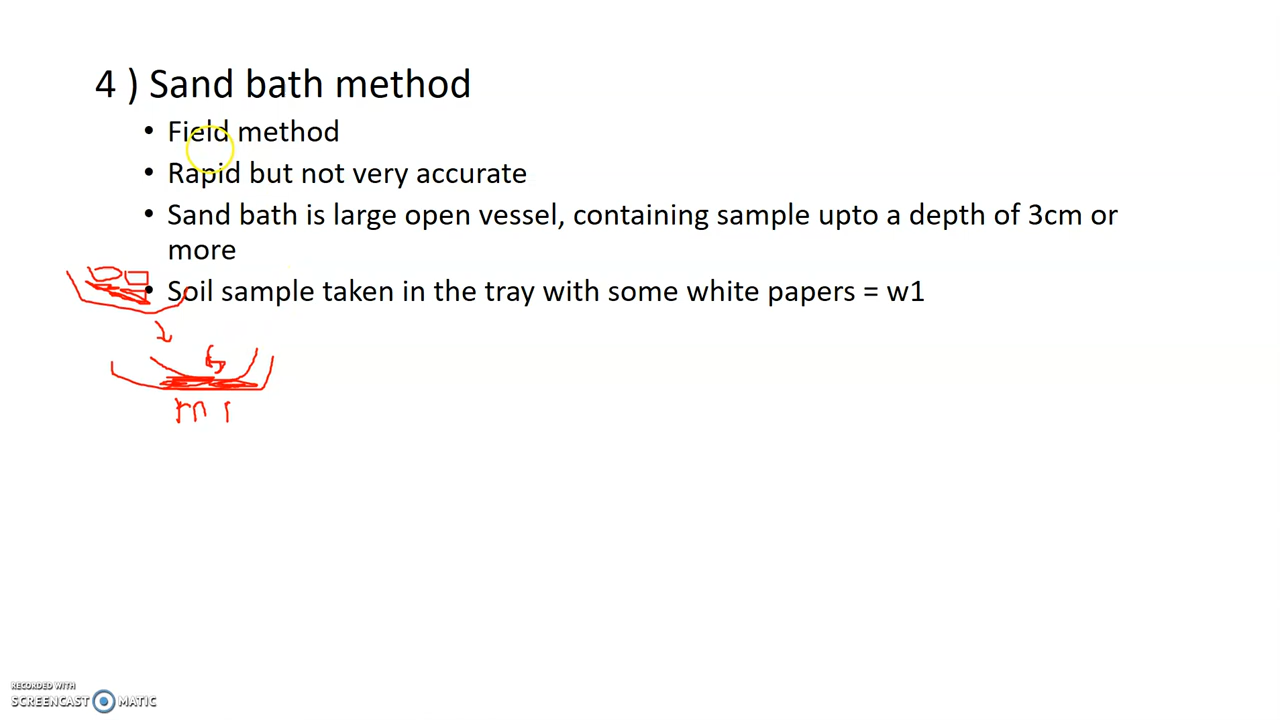 4 ) Sand bath method
• Field method
• Rapid but not very accurate
• Sand bath is large open vessel, containing sample upto a depth of 3cm or
more
• Soil sample taken in the tray with some white papers = w1
m1
RECORDED WITH
SCREENCAST MATIC